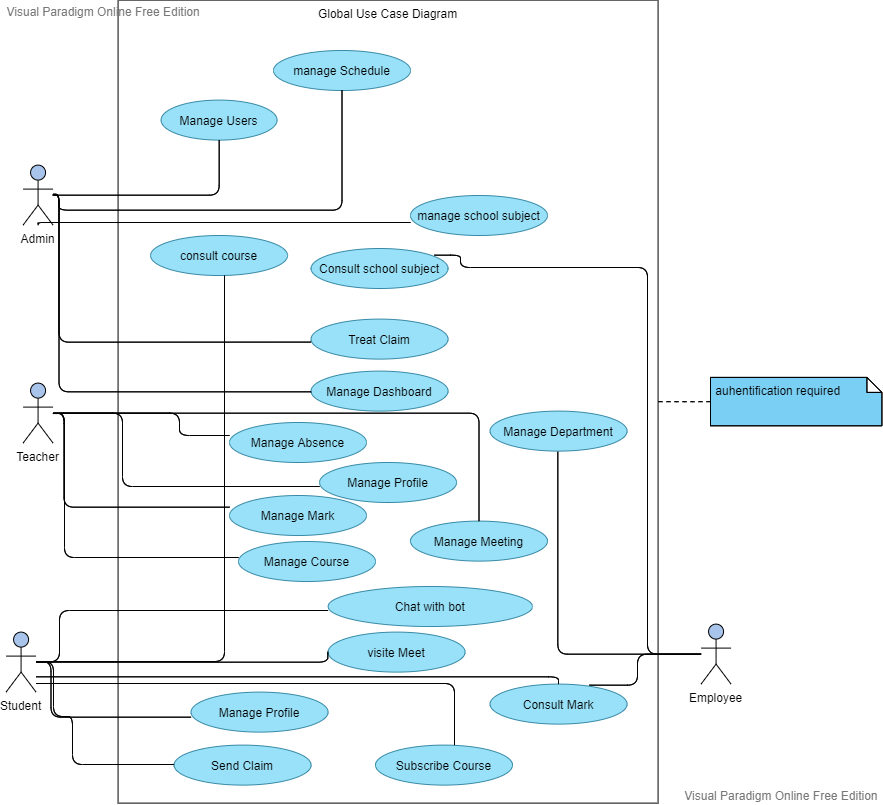 Visual Paradigm Online Free Edition
Global Use Case Diagram
manage Schedule
Manage Users
Admin
manage school subject
consult course
Consult school subject
Treat Claim
Manage Dashboard
auhentification required
Teacher
Manage Absence
Manage Department
Manage Profile
Manage Mark
Manage Meeting
Manage Course
Chat with bot
visite Meet
Student
Employee
Manage Profile
Consult Mark
Send Claim
Subscribe Course
Visual Paradigm Online Free Edition